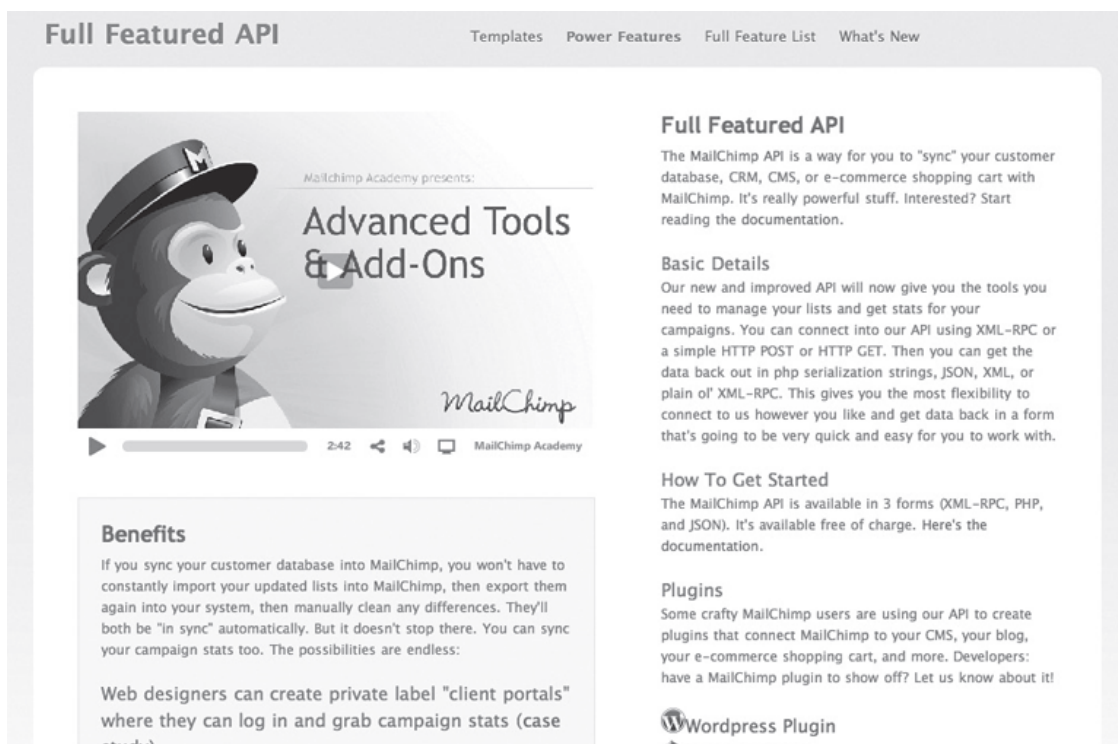 Full Featured API
Templates Power Features Full Feature List What's New
M
Mailchimp Academy presents:
Advanced Tools
& Add-Ons
MailChimp
2:42 MailChimp Academy
Benefits
If you sync your customer database into MailChimp, you won't have to
constantly import your updated lists into MailChimp, then export them
again into your system, then manually clean any differences. They'll
both be "in sync" automatically. But it doesn't stop there. You can sync
your campaign stats too. The possibilities are endless:
Web designers can create private label "client portals"
where they can log in and grab campaign stats (case
Full Featured API
The MailChimp API is a way for you to "sync" your customer
database, CRM, CMS, or e-commerce shopping cart with
MailChimp. It's really powerful stuff. Interested? Start
reading the documentation.
Basic Details
Our new and improved API will now give you the tools you
need to manage your lists and get stats for your
campaigns. You can connect into our API using XML-RPC or
a simple HTTP POST or HTTP GET. Then you can get the
data back out in php serialization strings, JSON, XML, or
plain ol' XML-RPC. This gives you the most flexibility to
connect to us however you like and get data back in a form
that's going to be very quick and easy for you to work with.
How To Get Started
The MailChimp API is available in 3 forms (XML-RPC, PHP,
and JSON). It's available free of charge. Here's the
documentation.
Plugins
Some crafty MailChimp users are using our API to create
plugins that connect MailChimp to your CMS, your blog,
your e-commerce shopping cart, and more. Developers:
have a MailChimp plugin to show off? Let us know about it!
Wordpress Plugin